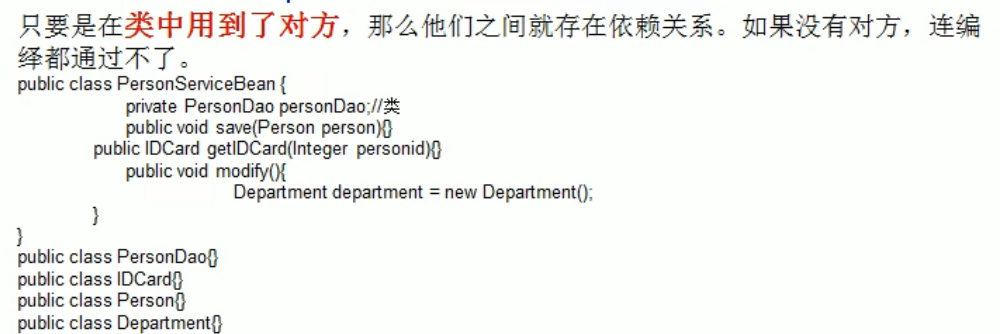 只要是在类中用到了对方，那么他们之间就存在依赖关系。如果没有对方，连编
绎都通过不了。
public class PersonServiceBean {
private PersonDao personDao;//类
public void save(Person person){}
public IDCard getIDCard(Integer personid){}
public void modify(){
Department department = new Department();
}
}
public class PersonDao{}
public class IDCard{}
public class Person{}
public class Department{}